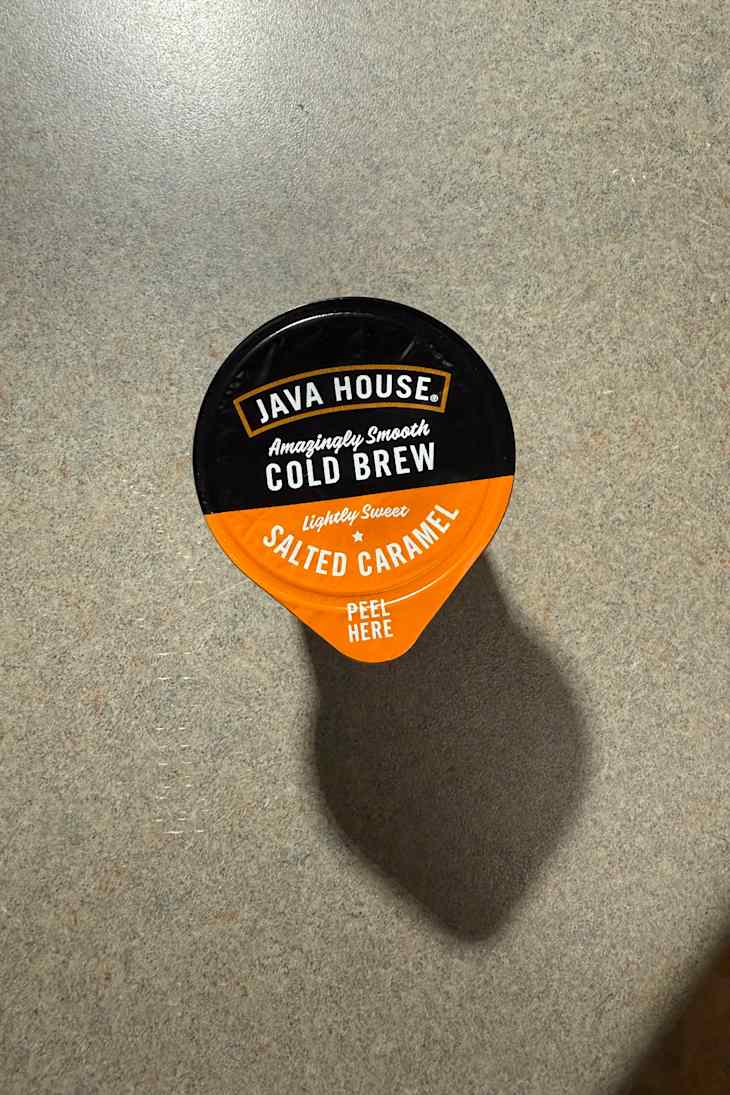 JAVA HOUSE®
Amazingly Smooth
COLD BREW
Lightly Sweet
SALTED CARAMEL
PEEL
HERE